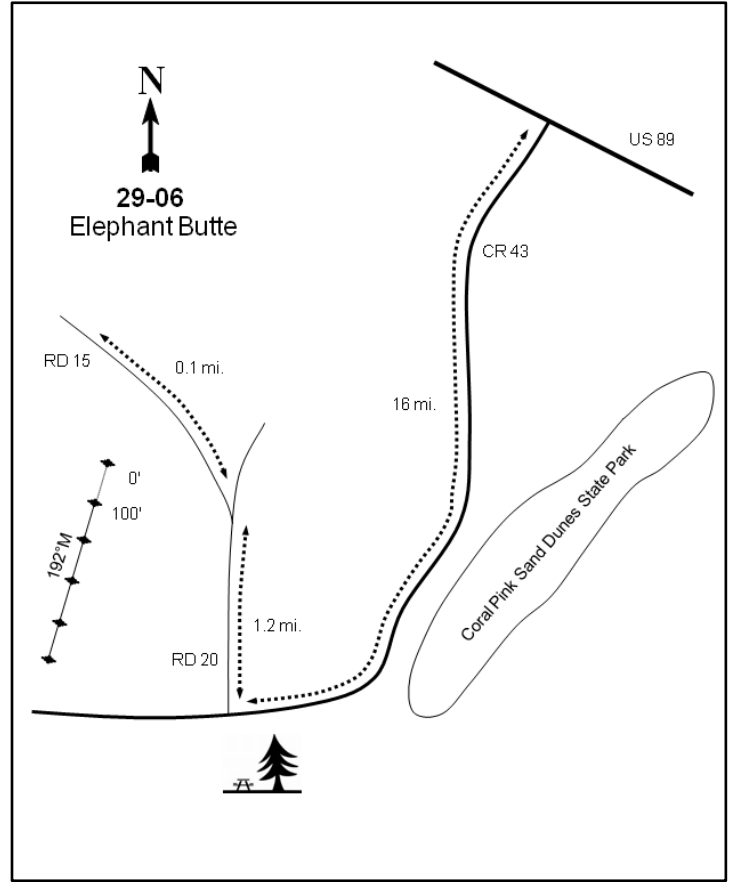 N
US 89
29-06
Elephant Butte
CR 43
RD 15
0.1 mi.
16 mi.
0'
100'
192°M
Coral Pink Sand Dunes State Park
1.2 mi.
RD 20